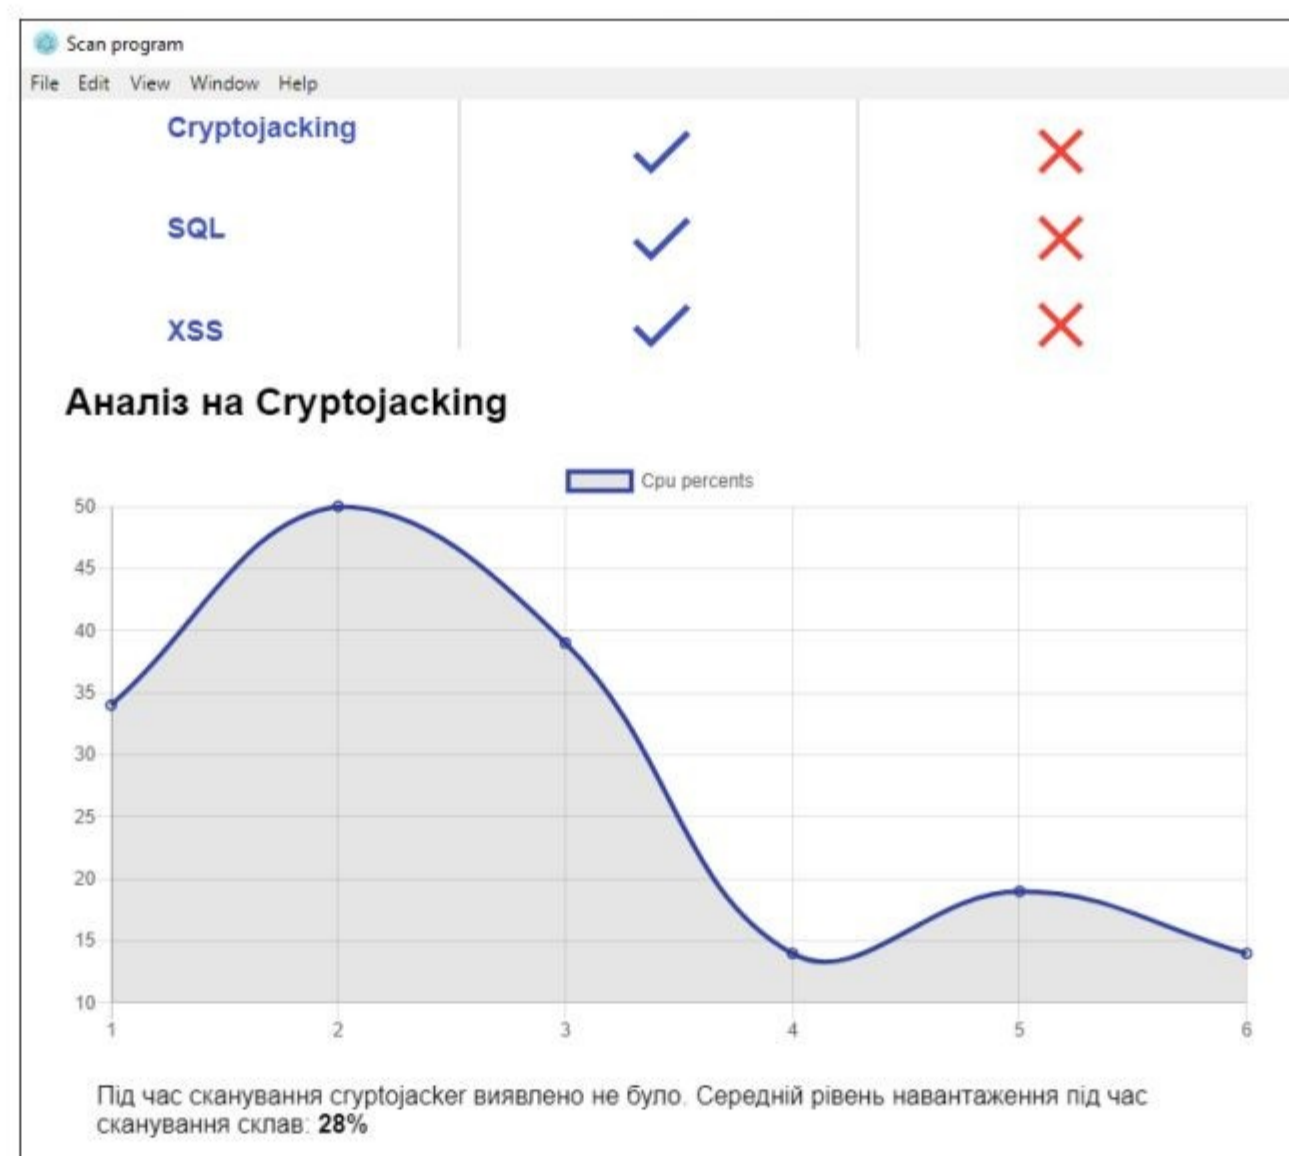 Scan program
File Edit View Window Help
Cryptojacking
SQL
XSS
Аналіз на Cryptojacking
Cpu percents
50
45
40
35
30
25
20
15
10
1 2 3 4 5 6
Під час сканування cryptojacker виявлено не було. Середній рівень навантаження під час
сканування склав: 28%